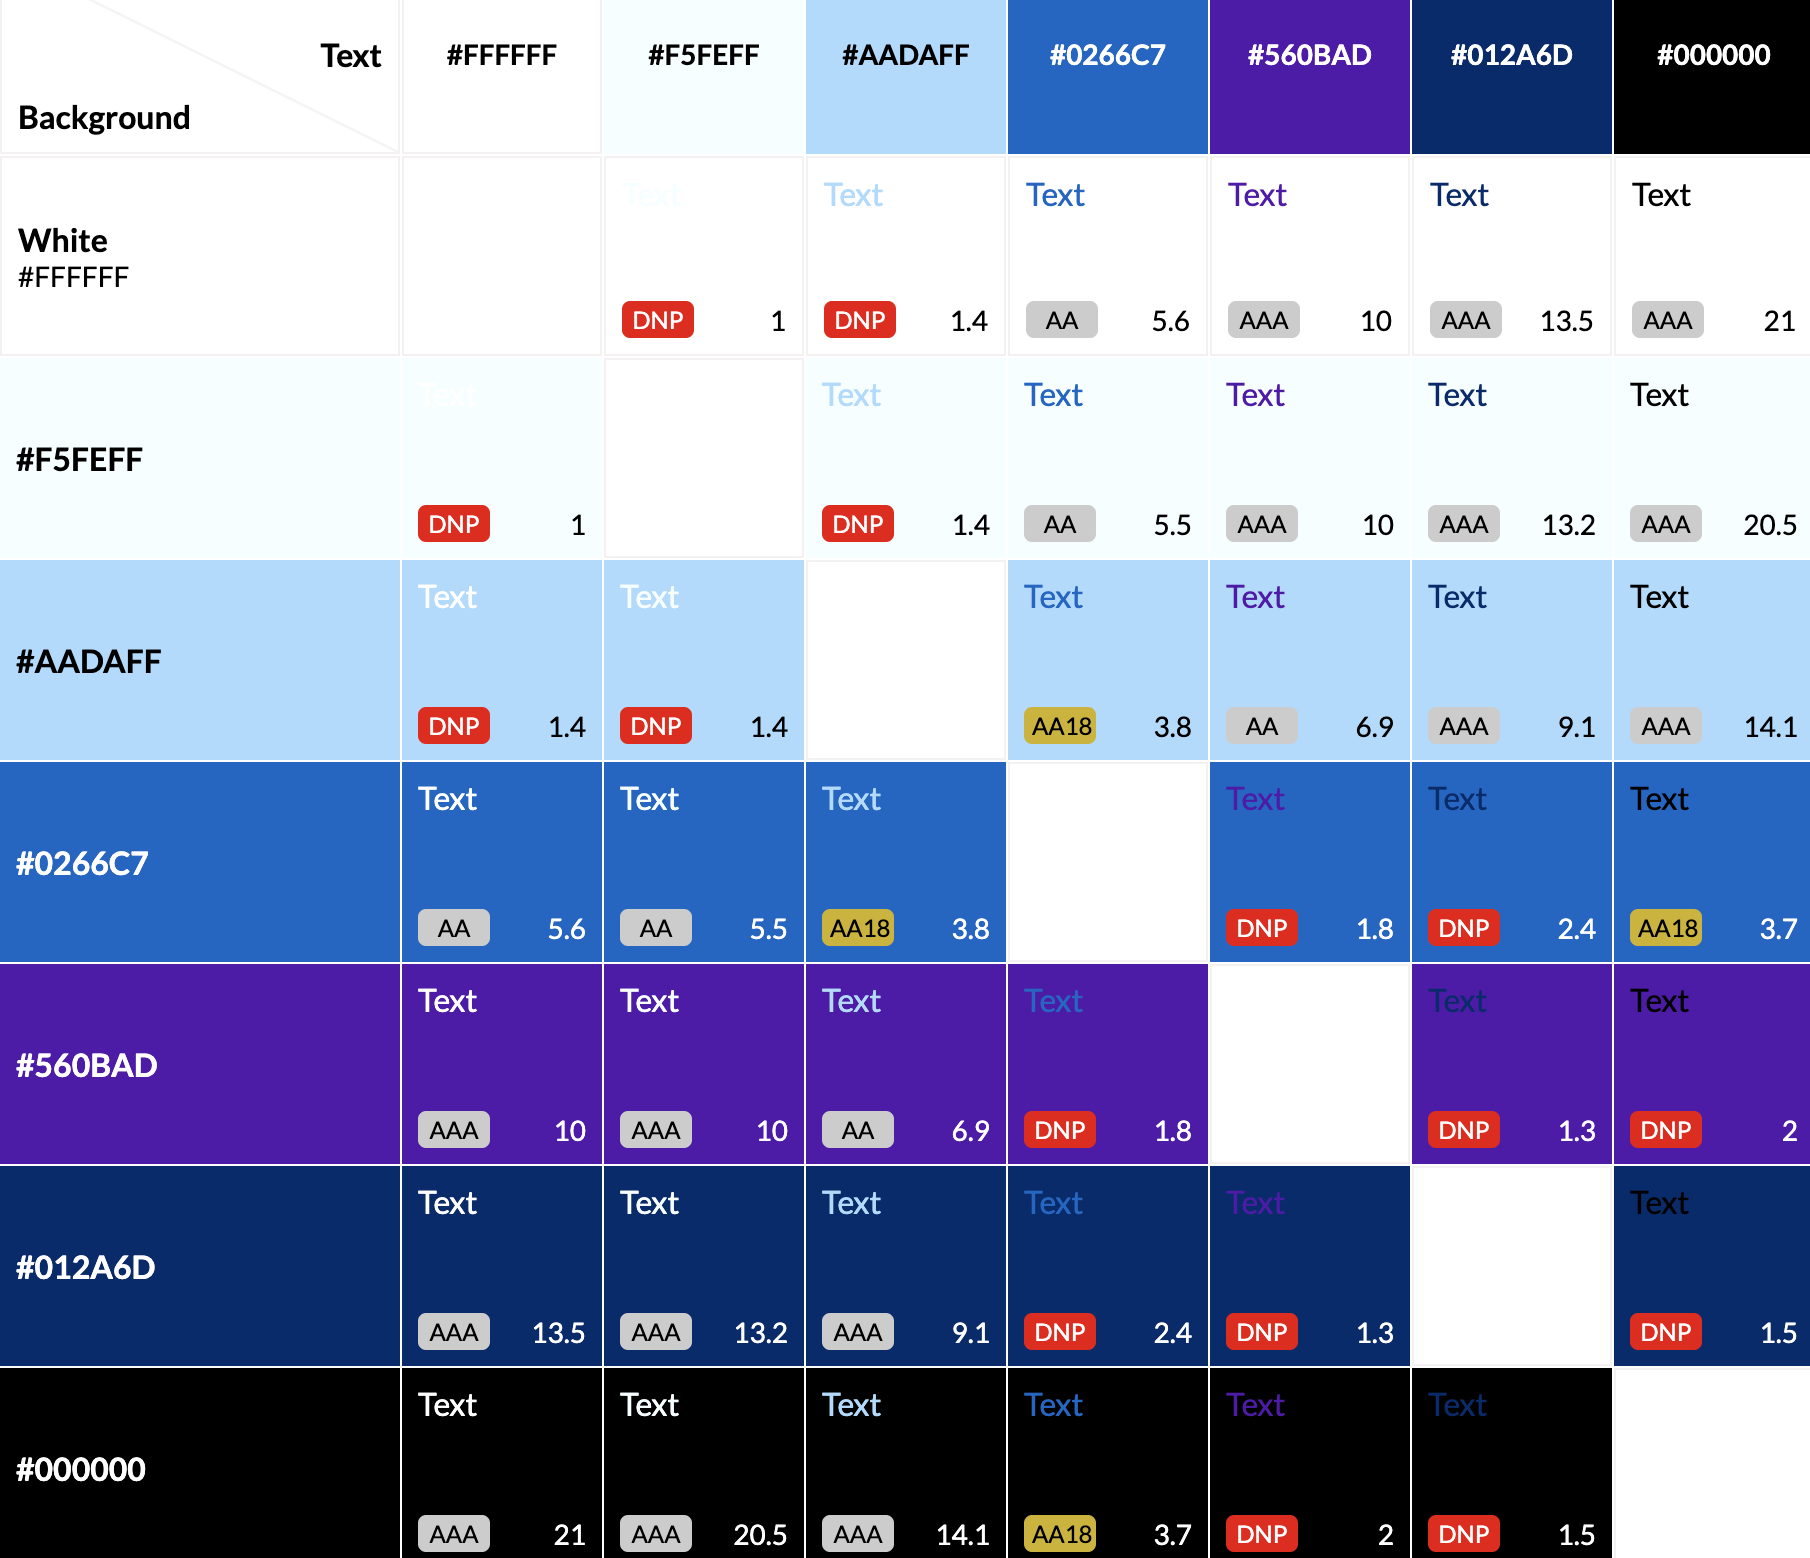 Text
Background
#FFFFFF #F5FEFF #AADAFF #0266C7 #560BAD #012A6D #000000
White
#FFFFFF
Text Text Text Text Text Text
DNP 1 DNP 1.4 AA 5.6 AAA 10 AAA 13.5 AAA 21
#F5FEFF
Text Text Text Text Text Text
DNP 1 DNP 1.4 AA 5.5 AAA 10 AAA 13.2 AAA 20.5
#AADAFF
Text Text Text Text Text Text
DNP 1.4 DNP 1.4 AA18 3.8 AA 6.9 AAA 9.1 AAA 14.1
#0266C7
Text Text Text Text Text Text
AA 5.6 AA 5.5 AA18 3.8 DNP 1.8 DNP 2.4 AA18 3.7
#560BAD
Text Text Text Text Text Text
AAA 10 AAA 10 AA 6.9 DNP 1.8 DNP 1.3 DNP 2
#012A6D
Text Text Text Text Text Text
AAA 13.5 AAA 13.2 AAA 9.1 DNP 2.4 DNP 1.3 DNP 1.5
#000000
Text Text Text Text Text Text
AAA 21 AAA 20.5 AAA 14.1 AA18 3.7 DNP 2 DNP 1.5